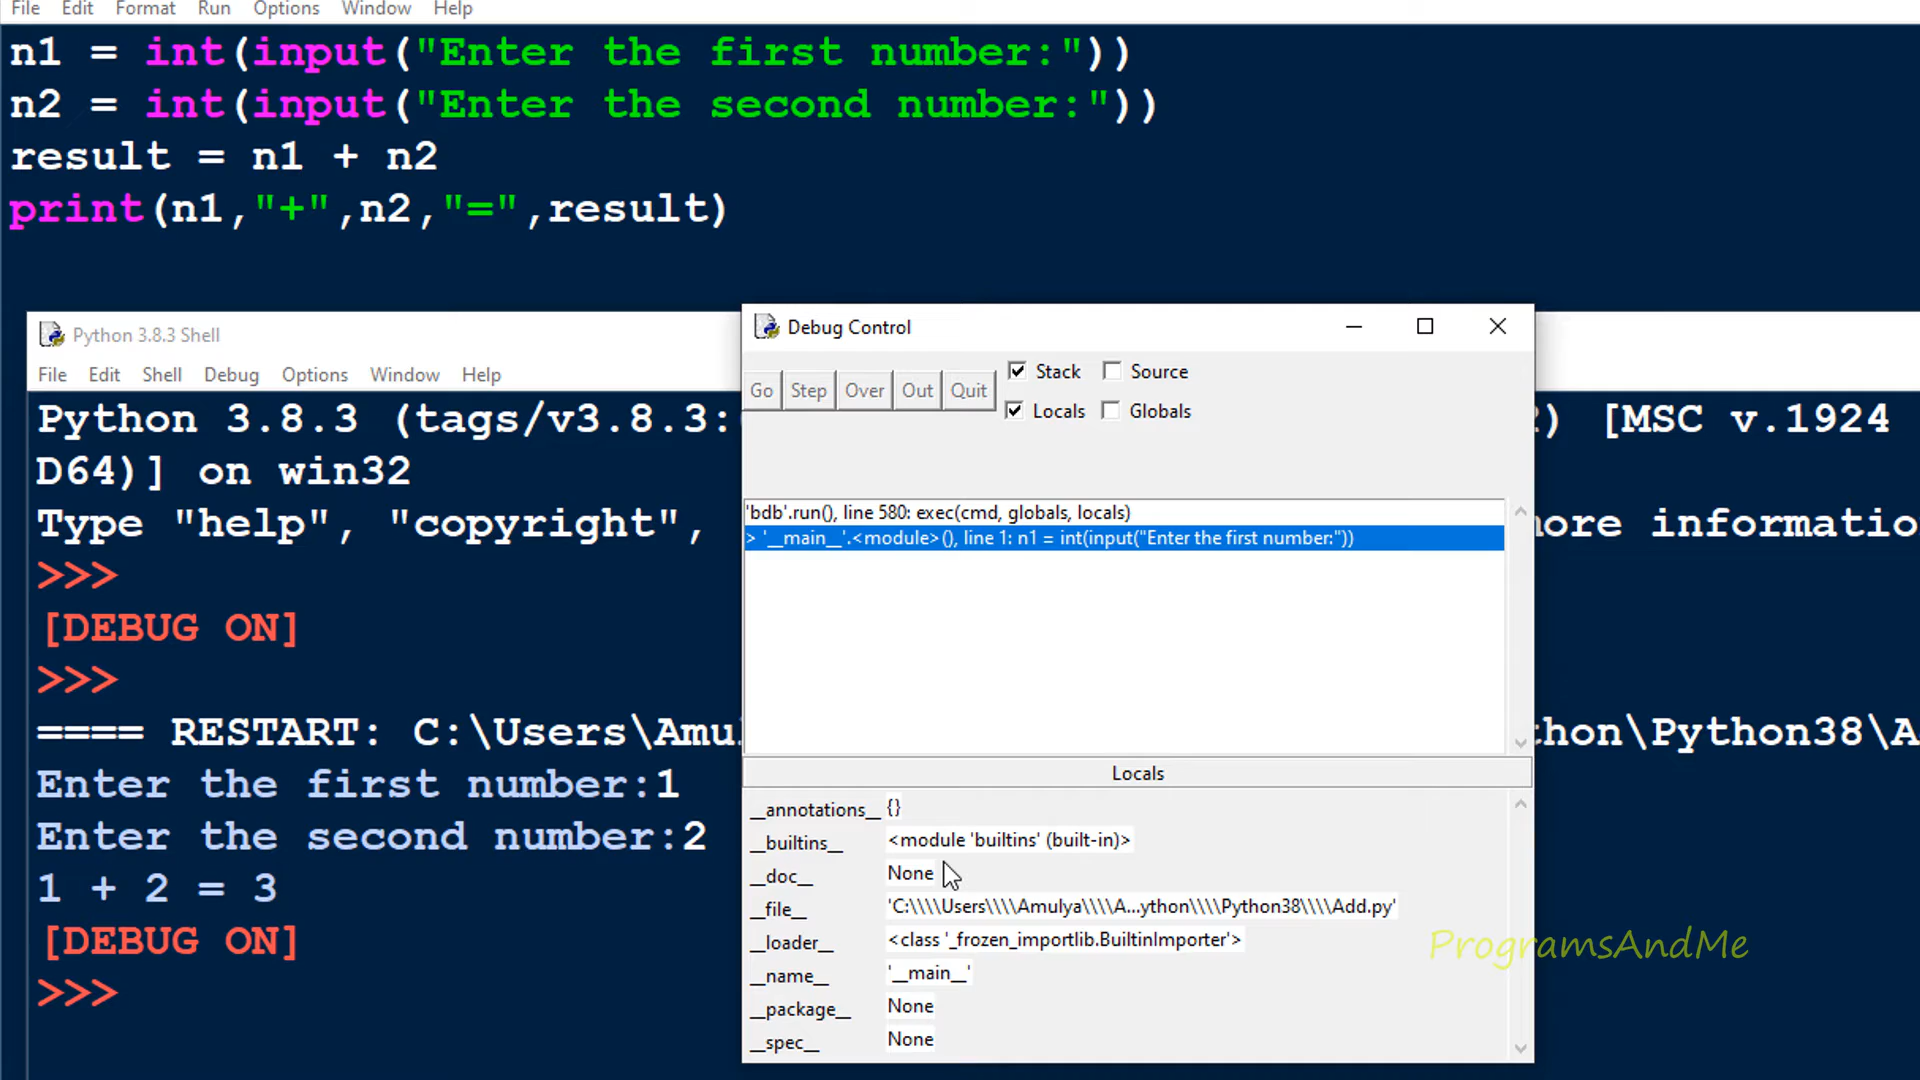 File Edit Format Run Options Window Help
n1 = int(input("Enter the first number:"))
n2 = int(input("Enter the second number:"))
result = n1 + n2
print(n1,"+",n2,"=",result)
Python 3.8.3 Shell
File Edit Shell Debug Options Window Help
Python 3.8.3 (tags/v3.8.3: 2) [MSC v.1924
D64)] on win32
Type "help", "copyright", more informatio
>>>
[DEBUG ON]
>>>
==== RESTART: C:\Users\Amul thon\Python38\A
Enter the first number:1
Enter the second number:2
1 + 2 = 3
[DEBUG ON]
>>>
Debug Control
Go Step Over Out Quit
Stack Source
Locals Globals
'bdb'.run(), line 580: exec(cmd, globals, locals)
> '__main__'.<module>(), line 1: n1 = int(input("Enter the first number:"))
Locals
__annotations__ {}
__builtins__ <module 'builtins' (built-in)>
__doc__ None
__file__ 'C:\\\\Users\\\\Amulya\\\\A...ython\\\\Python38\\\\Add.py'
__loader__ <class '_frozen_importlib.BuiltinImporter'>
__name__ '__main__'
__package__ None
__spec__ None
ProgramsAndMe